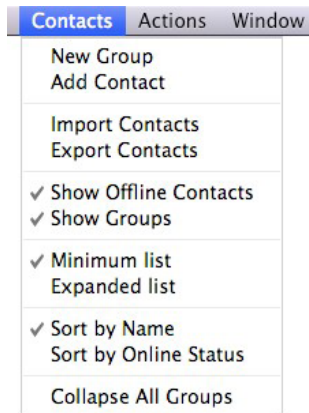 Contacts Actions Window
New Group
Add Contact
Import Contacts
Export Contacts
Show Offline Contacts
Show Groups
Minimum list
Expanded list
Sort by Name
Sort by Online Status
Collapse All Groups